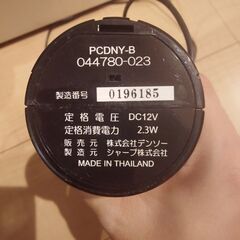 PCDNY-B
044780-023
製造番号 0196185
定格電圧 DC12V
定格消費電力 2.3W
販売元 株式会社デンソー
製造元 シャープ株式会社
MADE IN THAILAND